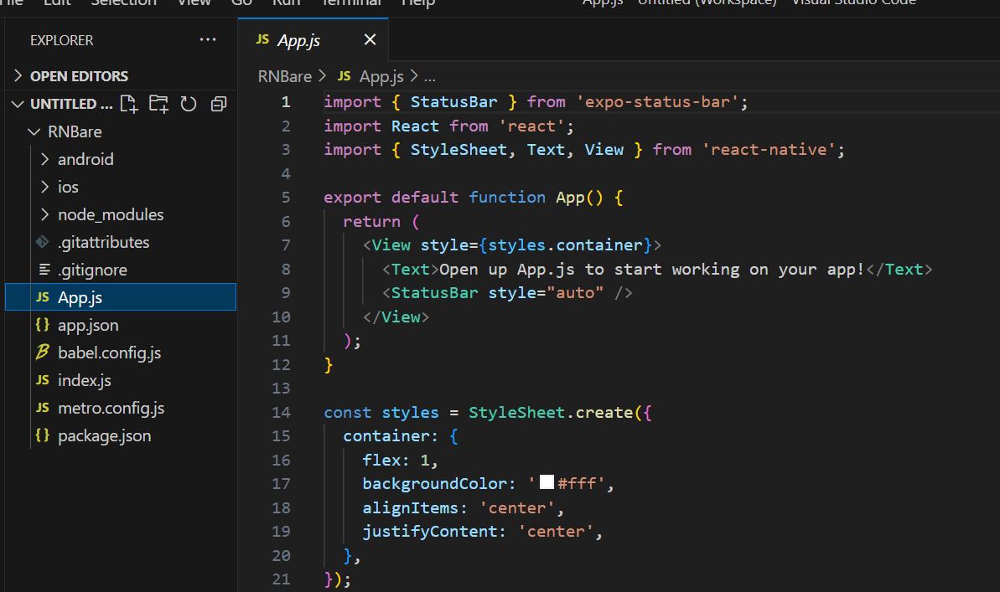 File Edit Selection View Go Run Terminal Help App.js - Untitled (Workspace) - Visual Studio Code
EXPLORER ...
OPEN EDITORS
UNTITLED ...
RNBare
android
ios
node_modules
.gitattributes
.gitignore
JS App.js
{} app.json
babel.config.js
JS index.js
JS metro.config.js
{} package.json
JS App.js
RNBare > JS App.js > ...
1 import { StatusBar } from 'expo-status-bar';
2 import React from 'react';
3 import { StyleSheet, Text, View } from 'react-native';
4
5 export default function App() {
6 return (
7 <View style={styles.container}>
8 <Text>Open up App.js to start working on your app!</Text>
9 <StatusBar style="auto" />
10 </View>
11 );
12 }
13
14 const styles = StyleSheet.create({
15 container: {
16 flex: 1,
17 backgroundColor: '#fff',
18 alignItems: 'center',
19 justifyContent: 'center',
20 },
21 });